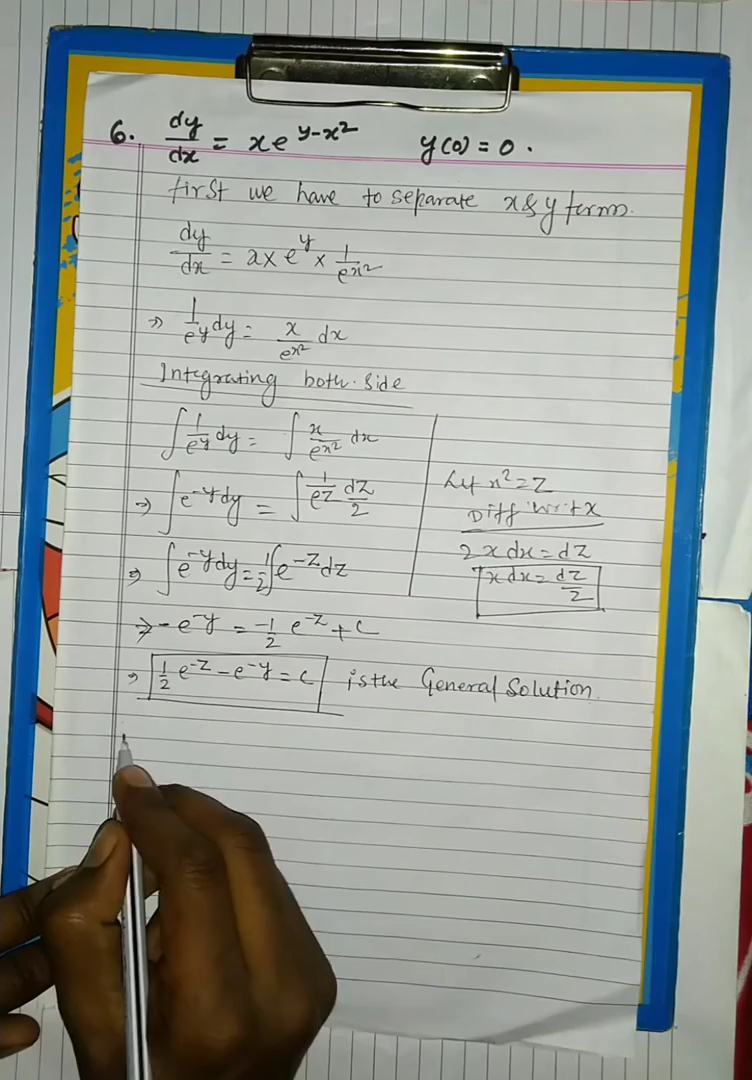 6. dy/dx = xe^y-x² y(0) = 0.
first we have to separate x & y terms.
dy/dx = x × e^y × 1/e^x²
⇒ 1/e^y dy = x/e^x² dx
Integrating both side
∫ 1/e^y dy = ∫ x/e^x² dx
⇒ ∫ e^-y dy = ∫ 1/e^z dz/2
⇒ ∫ e^-y dy = 1/2 ∫ e^-z dz
⇒ -e^-y = -1/2 e^-z + c
⇒ 1/2 e^-z - e^-y = c is the General Solution.
Let x² = z
Diff w.r.t x
2x dx = dz
x dx = dz/2